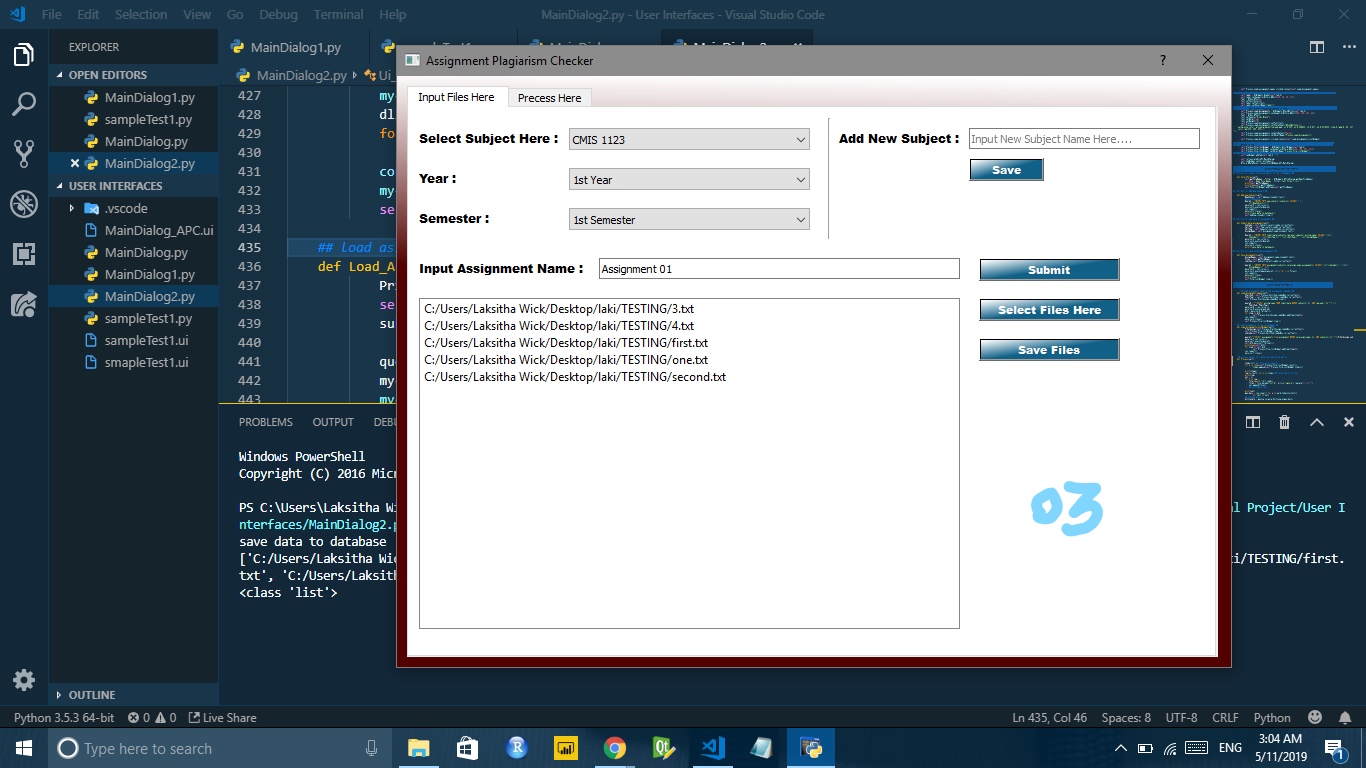 File Edit Selection View Go Debug Terminal Help
MainDialog2.py - User Interfaces - Visual Studio Code
EXPLORER
OPEN EDITORS
MainDialog1.py
sampleTest1.py
MainDialog.py
MainDialog2.py
USER INTERFACES
.vscode
MainDialog_APC.ui
MainDialog.py
MainDialog1.py
MainDialog2.py
sampleTest1.py
sampleTest1.ui
smapleTest1.ui
OUTLINE
MainDialog1.py
MainDialog2.py Ui_
427 my
428 dl
429 fo
430
431 co
432 my
433 se
434
435 ## load as
436 def Load_A
437 Pr
438 se
439 su
440
441 qu
442 my
443 my
PROBLEMS OUTPUT DEBU
Windows PowerShell
Copyright (C) 2016 Micr
PS C:\Users\Laksitha Wi
l Project/User I
nterfaces/MainDialog2.p
save data to database
['C:/Users/Laksitha Wic
i/TESTING/first.
txt', 'C:/Users/Laksith
<class 'list'>
Assignment Plagiarism Checker ?
Input Files Here Precess Here
Select Subject Here : CMIS 1123
Add New Subject : Input New Subject Name Here....
Save
Year : 1st Year
Semester : 1st Semester
Input Assignment Name : Assignment 01
Submit
Select Files Here
Save Files
C:/Users/Laksitha Wick/Desktop/laki/TESTING/3.txt
C:/Users/Laksitha Wick/Desktop/laki/TESTING/4.txt
C:/Users/Laksitha Wick/Desktop/laki/TESTING/first.txt
C:/Users/Laksitha Wick/Desktop/laki/TESTING/one.txt
C:/Users/Laksitha Wick/Desktop/laki/TESTING/second.txt
03
Python 3.5.3 64-bit 0 0 Live Share
Ln 435, Col 46 Spaces: 8 UTF-8 CRLF Python
Type here to search
ENG
3:04 AM
5/11/2019
1